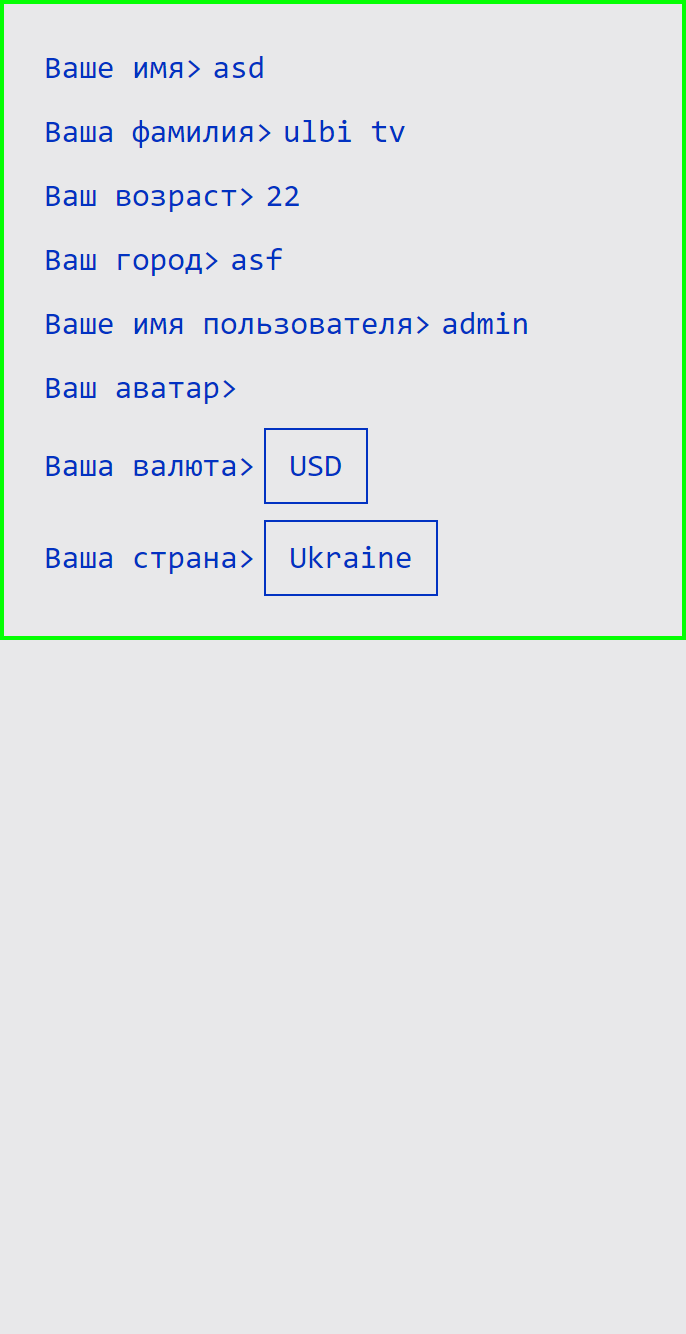 Ваше имя> asd
Ваша фамилия> ulbi tv
Ваш возраст> 22
Ваш город> asf
Ваше имя пользователя> admin
Ваш аватар>
Ваша валюта> USD
Ваша страна> Ukraine